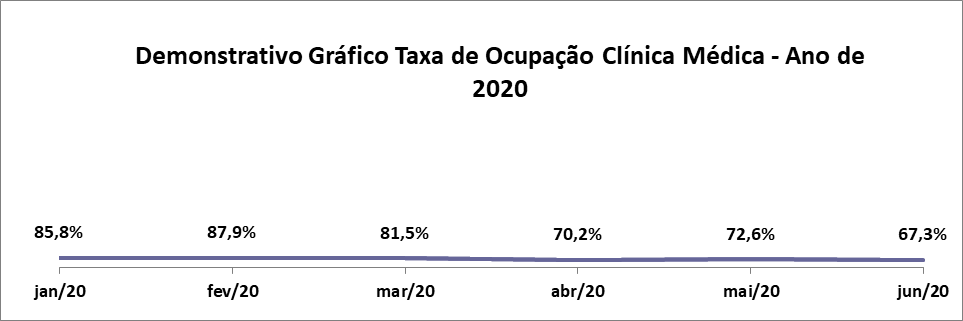 Demonstrativo Gráfico Taxa de Ocupação Clínica Médica - Ano de
2020
85,8% 87,9% 81,5% 70,2% 72,6% 67,3%
jan/20 fev/20 mar/20 abr/20 mai/20 jun/20